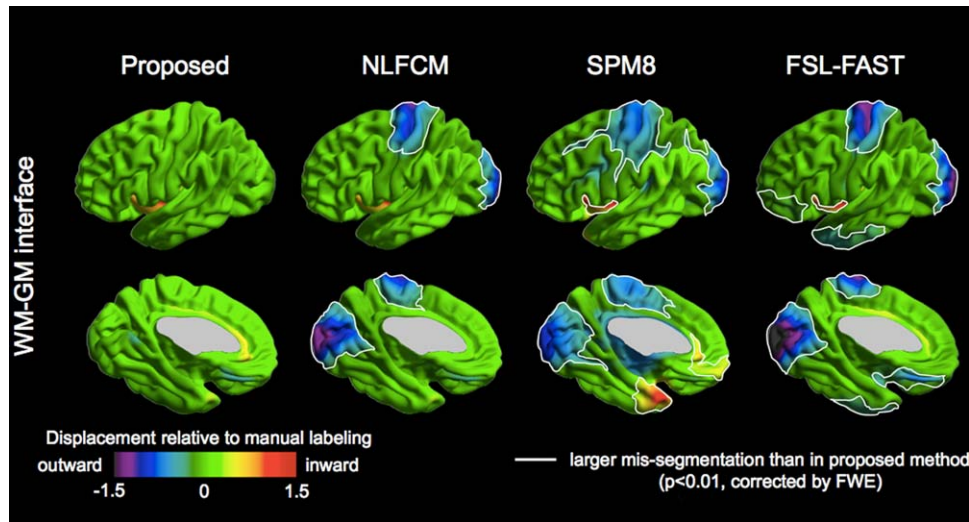 Proposed NLFCM SPM8 FSL-FAST
WM-GM interface
Displacement relative to manual labeling
outward inward
-1.5 0 1.5
larger mis-segmentation than in proposed method
(p<0.01, corrected by FWE)